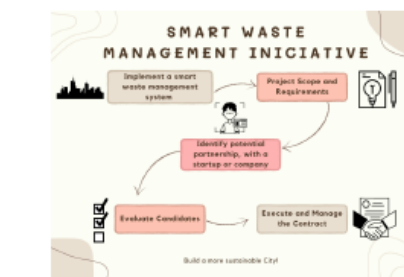 SMART WASTE
MANAGEMENT INICIATIVE
Implement a smart
waste management
system
Project Scope and
Requirements
Identify potential
partnership, with a
startup or company
Evaluate Candidates
Execute and Manage
the Contract
Build a more sustainable City!